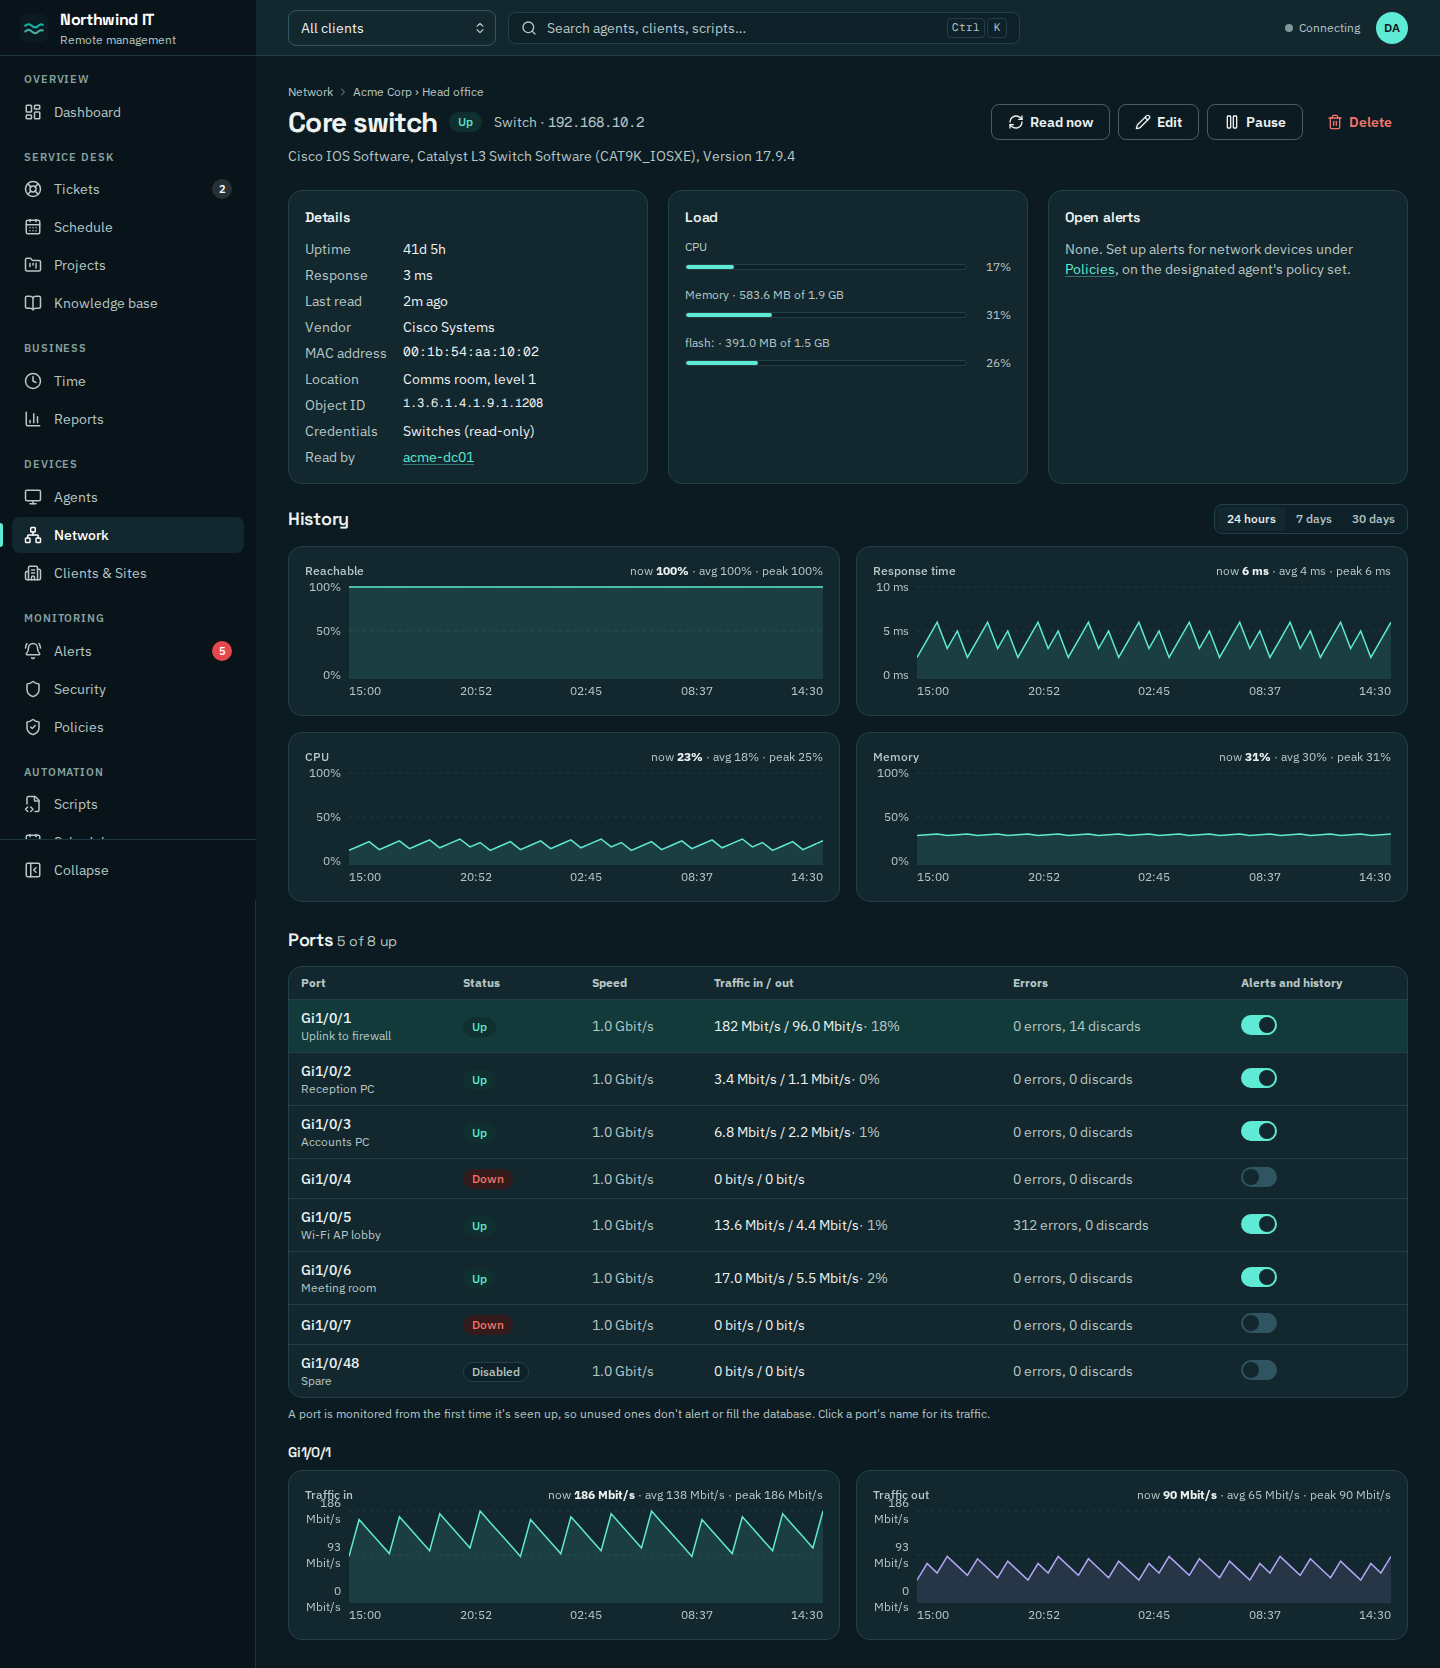 Northwind IT
Remote management
All clients
Search agents, clients, scripts...
Ctrl K
Connecting
DA
OVERVIEW
Dashboard
SERVICE DESK
Tickets 2
Schedule
Projects
Knowledge base
BUSINESS
Time
Reports
DEVICES
Agents
Network
Clients & Sites
MONITORING
Alerts 5
Security
Policies
AUTOMATION
Scripts
Collapse
Network > Acme Corp › Head office
Core switch Up Switch · 192.168.10.2
Read now Edit Pause Delete
Cisco IOS Software, Catalyst L3 Switch Software (CAT9K_IOSXE), Version 17.9.4
Details
Uptime 41d 5h
Response 3 ms
Last read 2m ago
Vendor Cisco Systems
MAC address 00:1b:54:aa:10:02
Location Comms room, level 1
Object ID 1.3.6.1.4.1.9.1.1208
Credentials Switches (read-only)
Read by acme-dc01
Load
CPU
17%
Memory · 583.6 MB of 1.9 GB
31%
flash: · 391.0 MB of 1.5 GB
26%
Open alerts
None. Set up alerts for network devices under
Policies, on the designated agent's policy set.
History
24 hours 7 days 30 days
Reachable now 100% · avg 100% · peak 100%
100%
50%
0%
15:00 20:52 02:45 08:37 14:30
Response time now 6 ms · avg 4 ms · peak 6 ms
10 ms
5 ms
0 ms
15:00 20:52 02:45 08:37 14:30
CPU now 23% · avg 18% · peak 25%
100%
50%
0%
15:00 20:52 02:45 08:37 14:30
Memory now 31% · avg 30% · peak 31%
100%
50%
0%
15:00 20:52 02:45 08:37 14:30
Ports 5 of 8 up
Port Status Speed Traffic in / out Errors Alerts and history
Gi1/0/1
Uplink to firewall
Up 1.0 Gbit/s 182 Mbit/s / 96.0 Mbit/s· 18% 0 errors, 14 discards
Gi1/0/2
Reception PC
Up 1.0 Gbit/s 3.4 Mbit/s / 1.1 Mbit/s· 0% 0 errors, 0 discards
Gi1/0/3
Accounts PC
Up 1.0 Gbit/s 6.8 Mbit/s / 2.2 Mbit/s· 1% 0 errors, 0 discards
Gi1/0/4 Down 1.0 Gbit/s 0 bit/s / 0 bit/s 0 errors, 0 discards
Gi1/0/5
Wi-Fi AP lobby
Up 1.0 Gbit/s 13.6 Mbit/s / 4.4 Mbit/s· 1% 312 errors, 0 discards
Gi1/0/6
Meeting room
Up 1.0 Gbit/s 17.0 Mbit/s / 5.5 Mbit/s· 2% 0 errors, 0 discards
Gi1/0/7 Down 1.0 Gbit/s 0 bit/s / 0 bit/s 0 errors, 0 discards
Gi1/0/48
Spare
Disabled 1.0 Gbit/s 0 bit/s / 0 bit/s 0 errors, 0 discards
A port is monitored from the first time it's seen up, so unused ones don't alert or fill the database. Click a port's name for its traffic.
Gi1/0/1
Traffic in now 186 Mbit/s · avg 138 Mbit/s · peak 186 Mbit/s
186
Mbit/s
93
Mbit/s
0
Mbit/s
15:00 20:52 02:45 08:37 14:30
Traffic out now 90 Mbit/s · avg 65 Mbit/s · peak 90 Mbit/s
186
Mbit/s
93
Mbit/s
0
Mbit/s
15:00 20:52 02:45 08:37 14:30